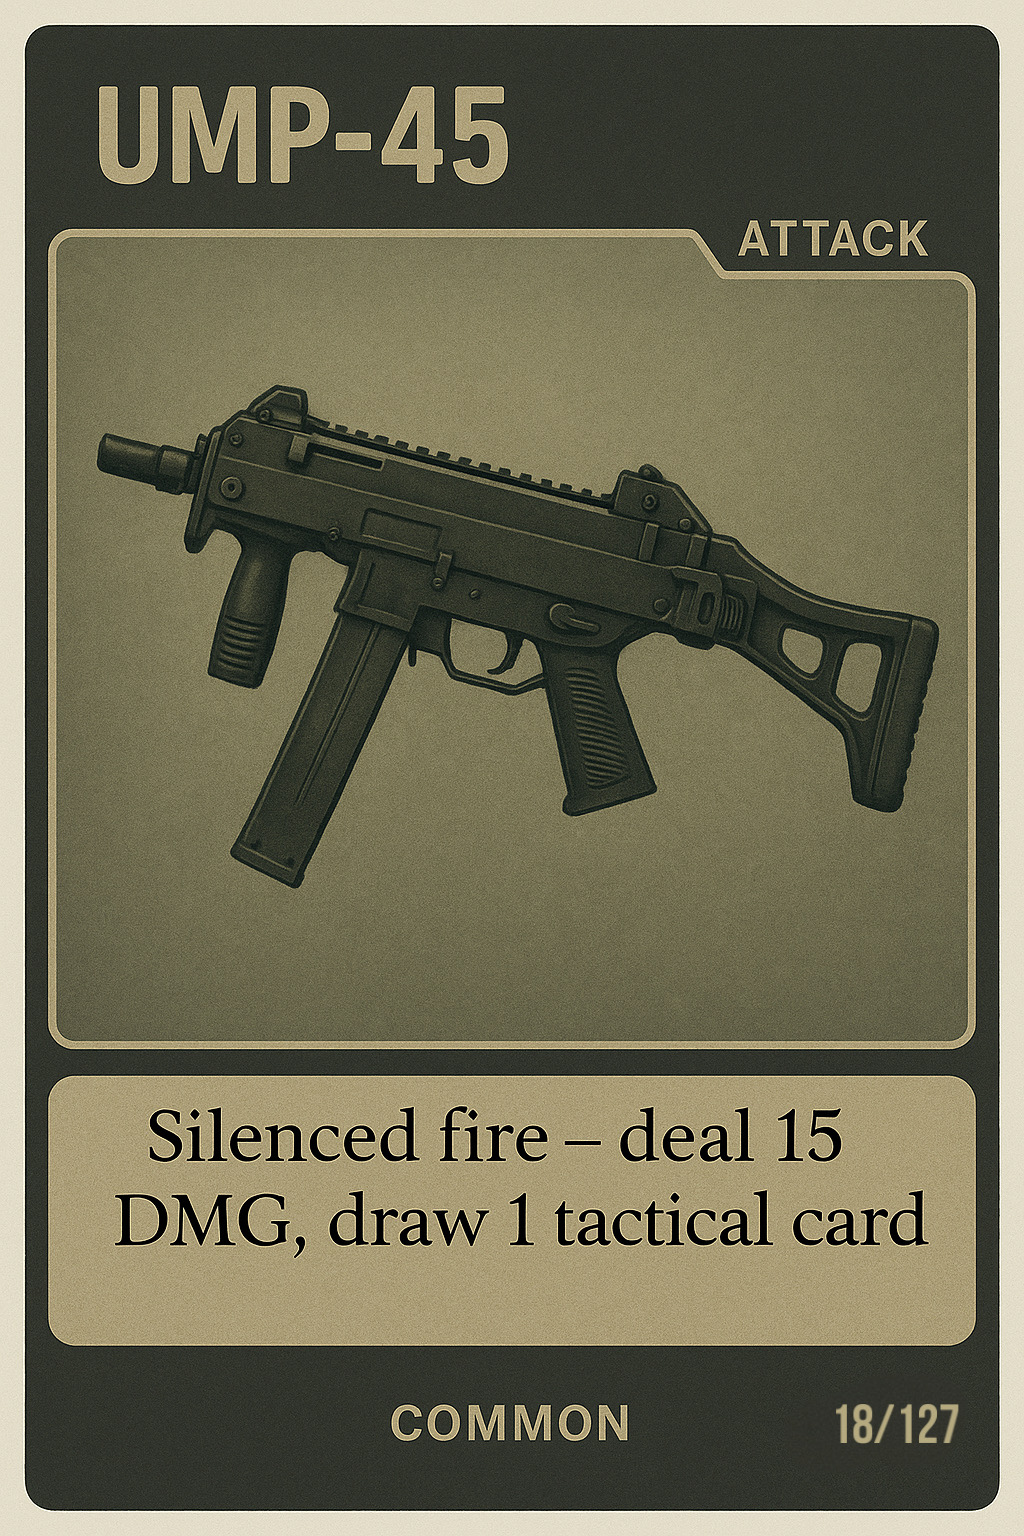 UMP-45
ATTACK
Silenced fire – deal 15
DMG, draw 1 tactical card
COMMON
18/127